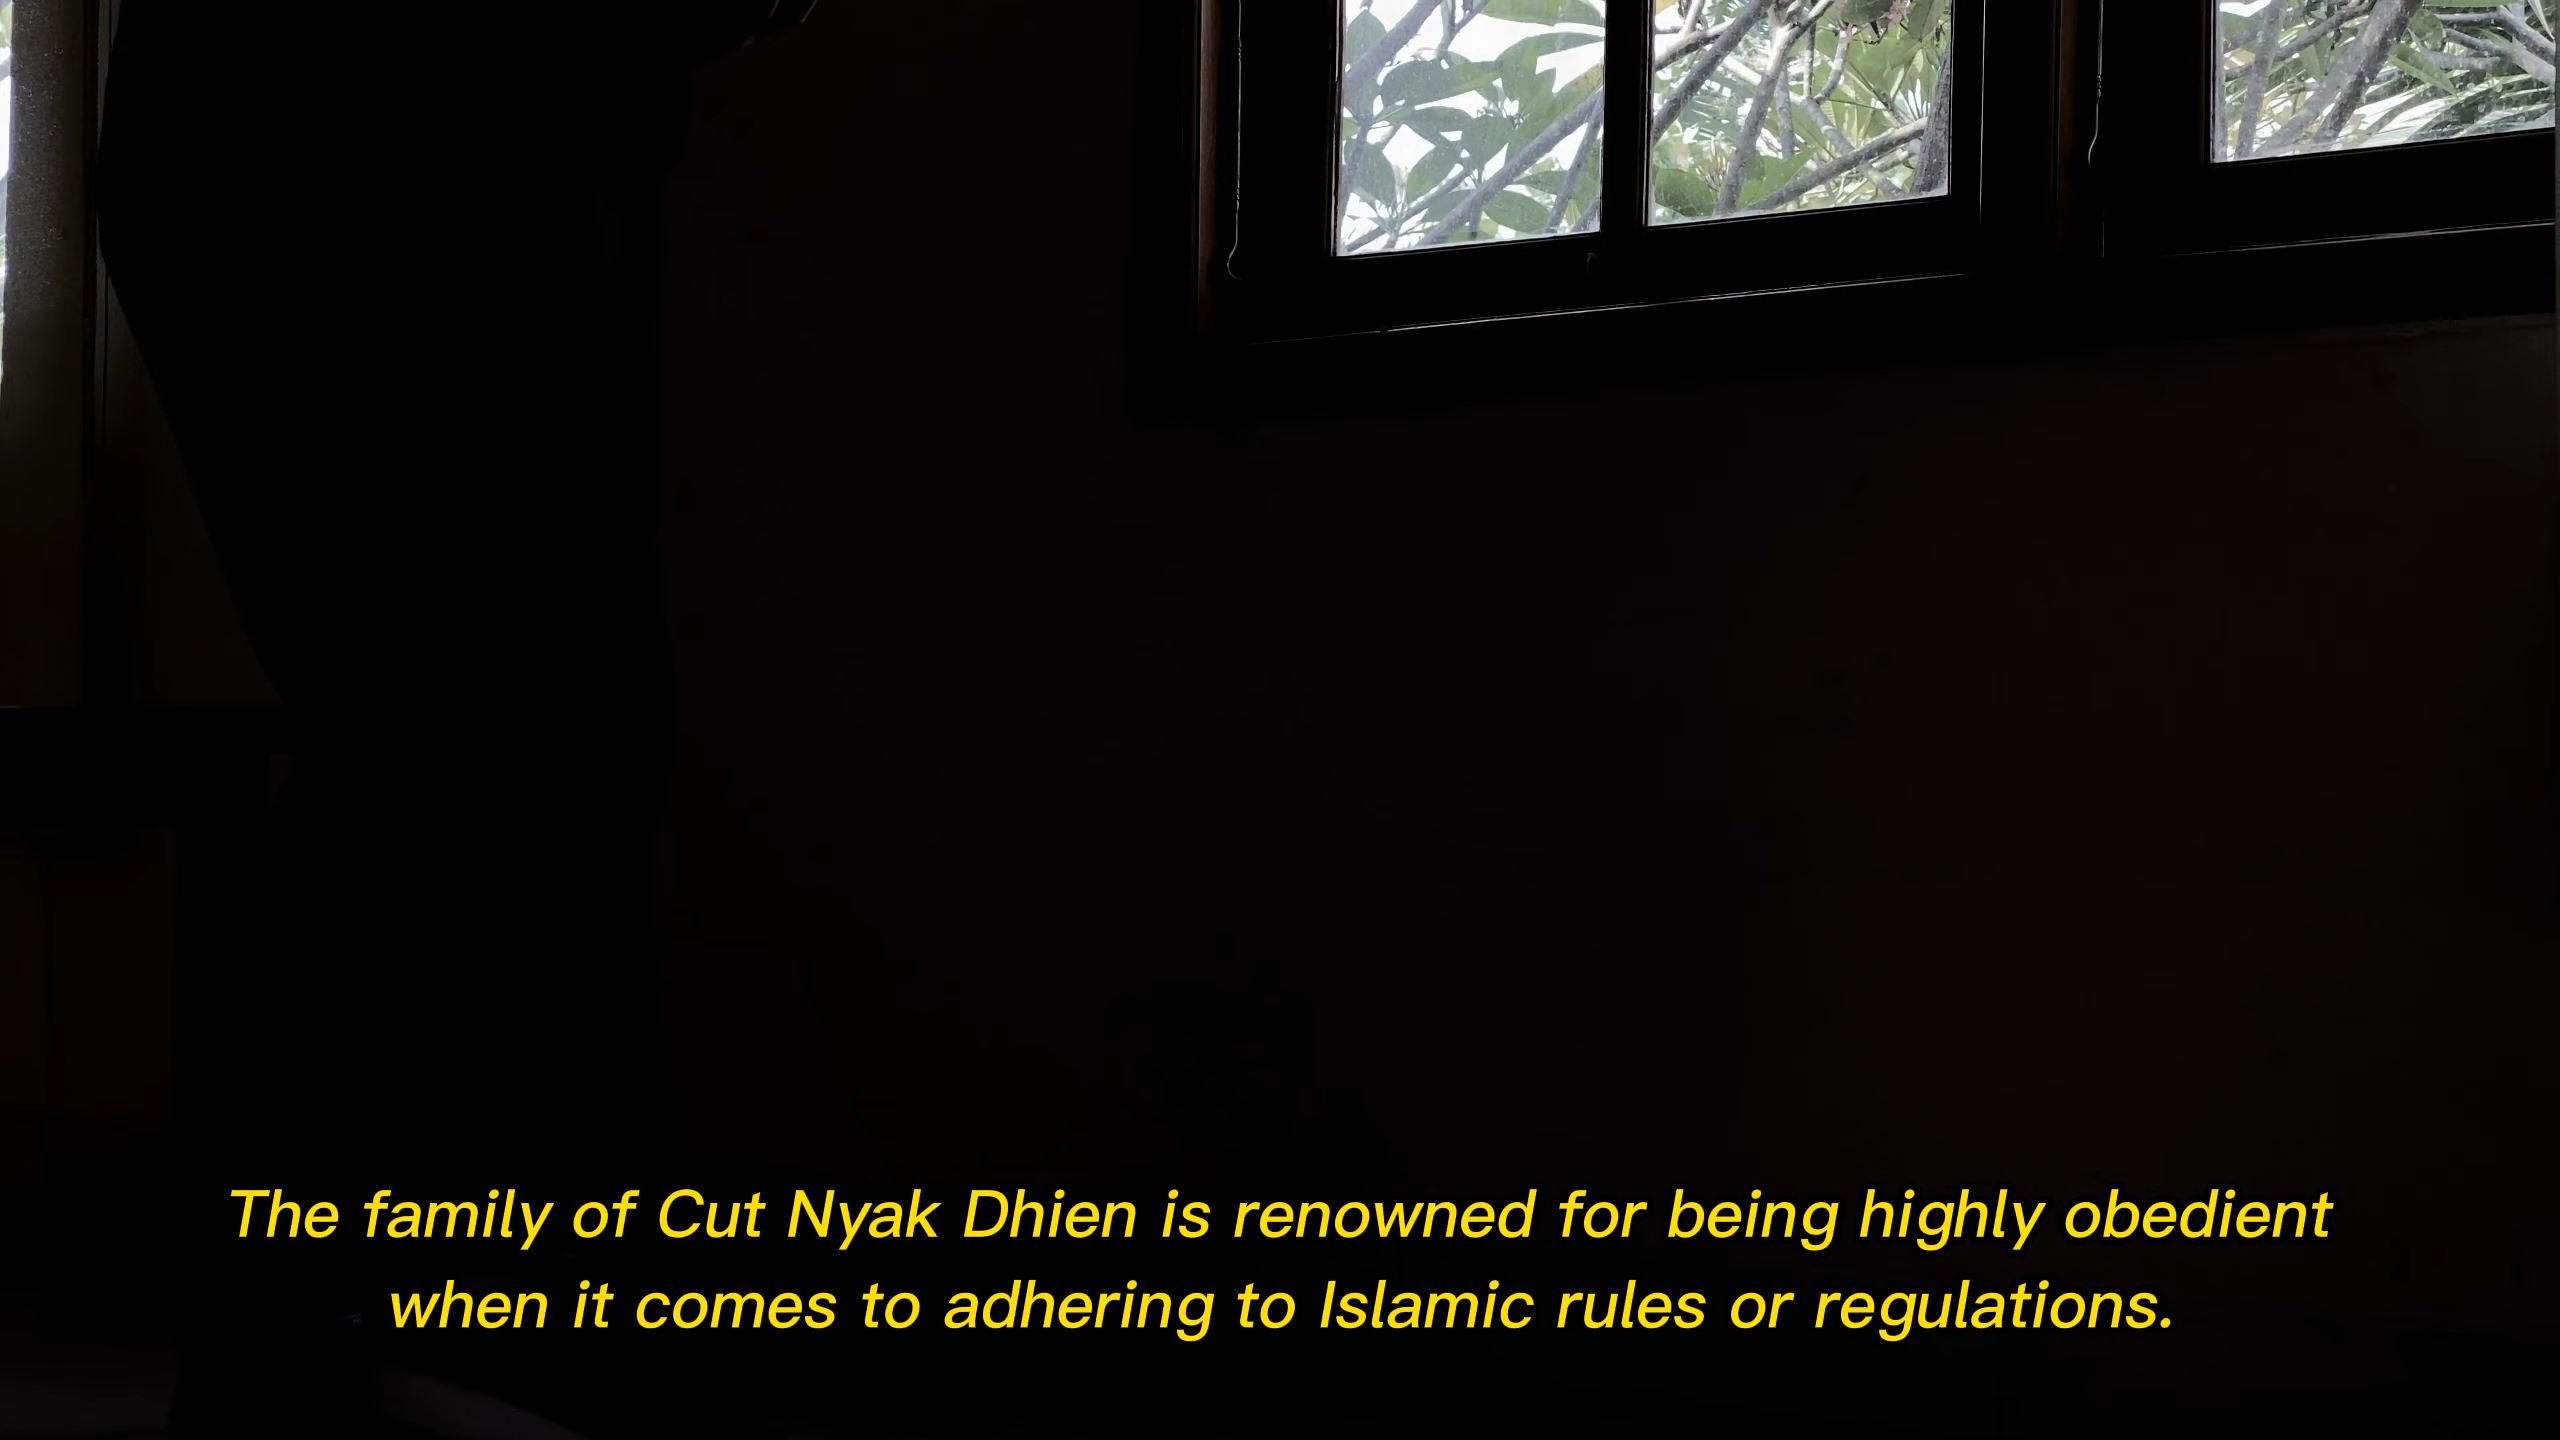 The family of Cut Nyak Dhien is renowned for being highly obedient
when it comes to adhering to Islamic rules or regulations.